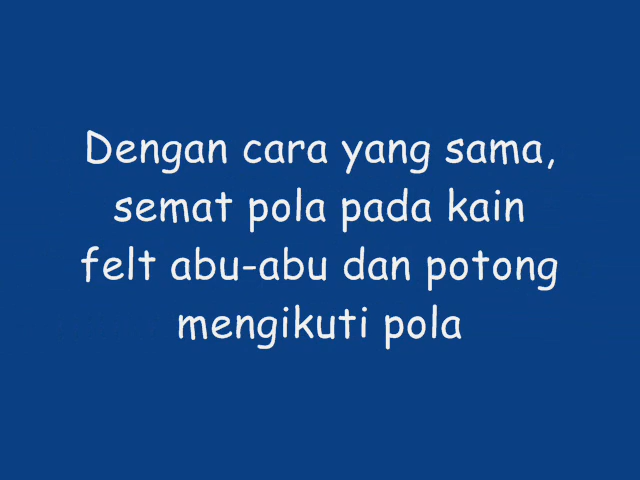 Dengan cara yang sama,
semat pola pada kain
felt abu-abu dan potong
mengikuti pola